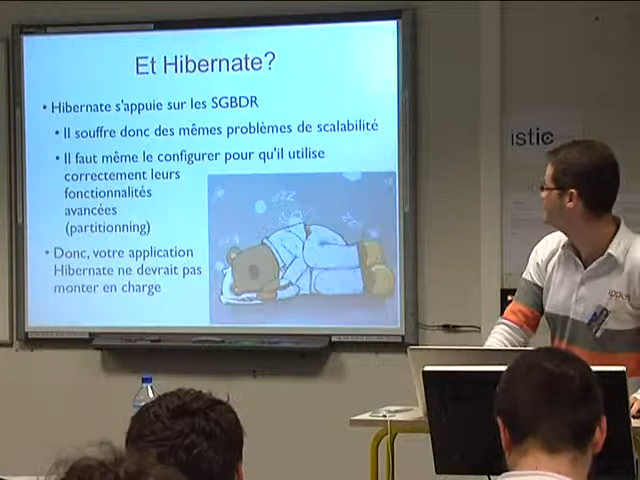 Et Hibernate?
• Hibernate s'appuie sur les SGBDR
• Il souffre donc des mêmes problèmes de scalabilité
• Il faut même le configurer pour qu'il utilise
correctement leurs
fonctionnalités
avancées
(partitionning)
• Donc, votre application
Hibernate ne devrait pas
monter en charge
zzz
istic